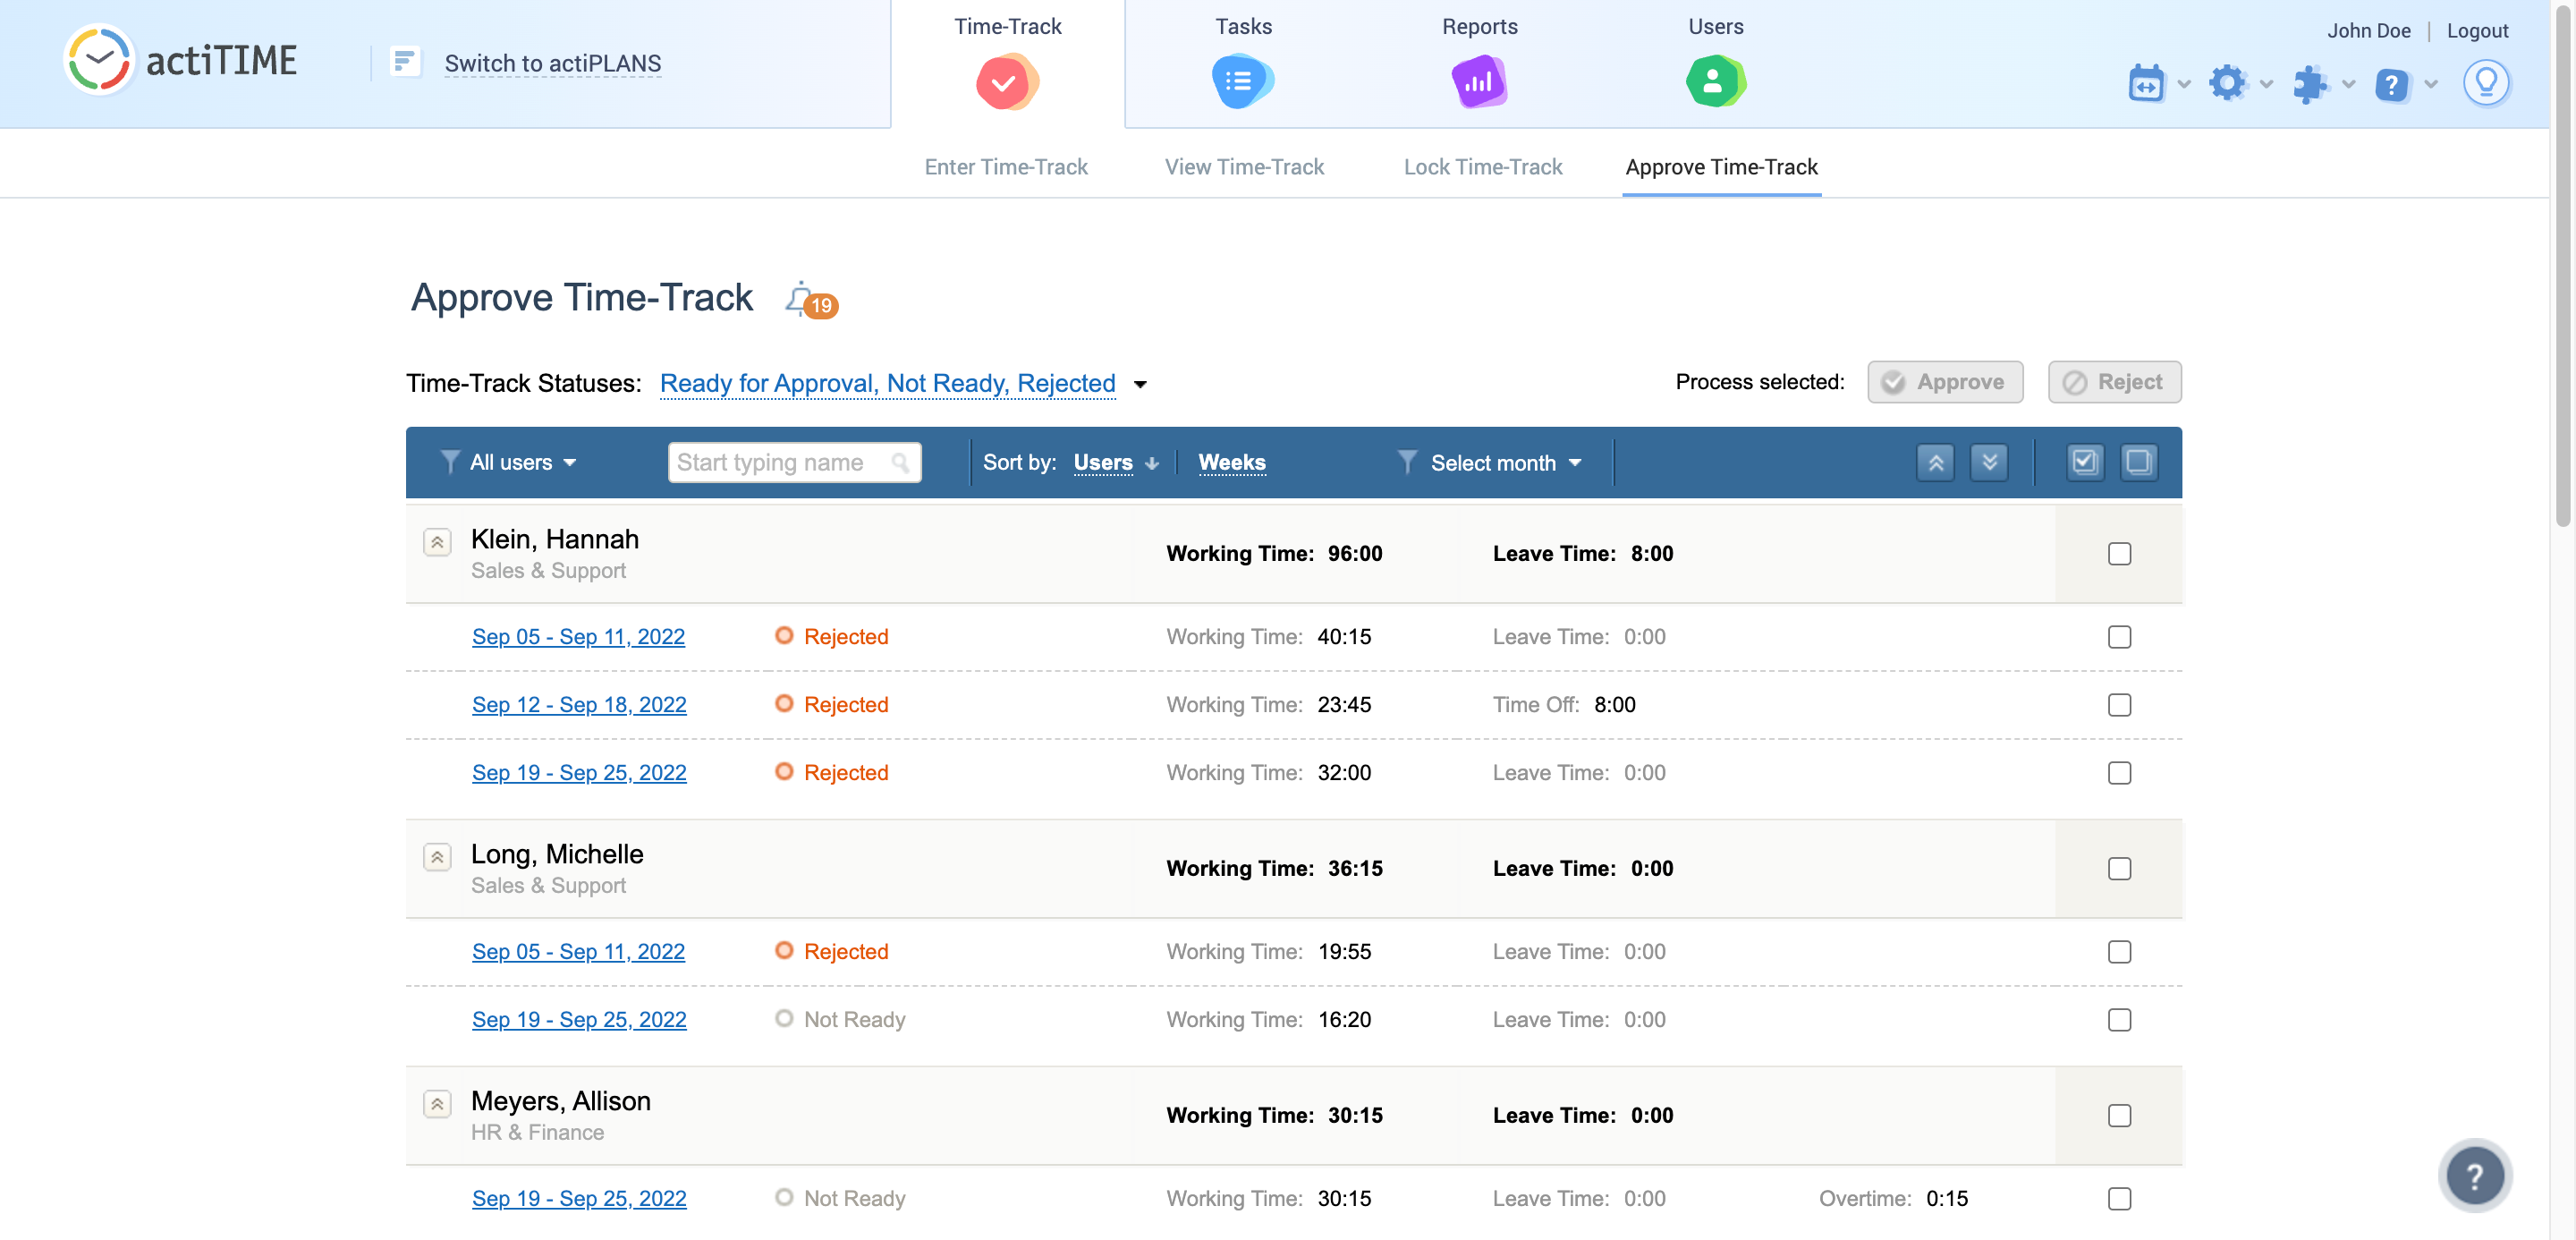 actiTIME
Switch to actiPLANS
Time-Track
Tasks
Reports
Users
John Doe
Logout
?
Enter Time-Track
View Time-Track
Lock Time-Track
Approve Time-Track
Approve Time-Track
19
Time-Track Statuses: Ready for Approval, Not Ready, Rejected
Process selected: Approve Reject
All users Start typing name Sort by: Users Weeks Select month
Klein, Hannah
Sales & Support
Working Time: 96:00 Leave Time: 8:00
Sep 05 - Sep 11, 2022 Rejected Working Time: 40:15 Leave Time: 0:00
Sep 12 - Sep 18, 2022 Rejected Working Time: 23:45 Time Off: 8:00
Sep 19 - Sep 25, 2022 Rejected Working Time: 32:00 Leave Time: 0:00
Long, Michelle
Sales & Support
Working Time: 36:15 Leave Time: 0:00
Sep 05 - Sep 11, 2022 Rejected Working Time: 19:55 Leave Time: 0:00
Sep 19 - Sep 25, 2022 Not Ready Working Time: 16:20 Leave Time: 0:00
Meyers, Allison
HR & Finance
Working Time: 30:15 Leave Time: 0:00
Sep 19 - Sep 25, 2022 Not Ready Working Time: 30:15 Leave Time: 0:00 Overtime: 0:15
?